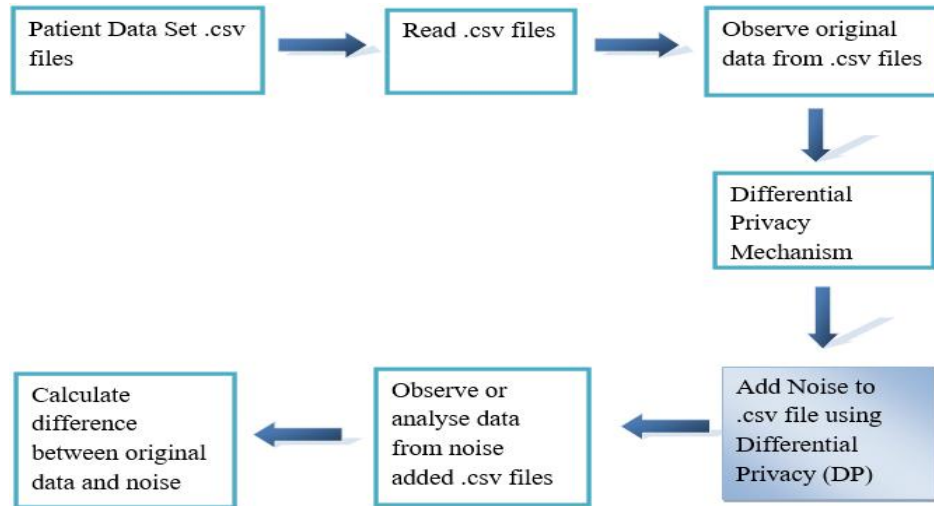 Patient Data Set .csv
files
Read .csv files
Observe original
data from .csv files
Differential
Privacy
Mechanism
Add Noise to
.csv file using
Differential
Privacy (DP)
Observe or
analyse data
from noise
added .csv files
Calculate
difference
between original
data and noise